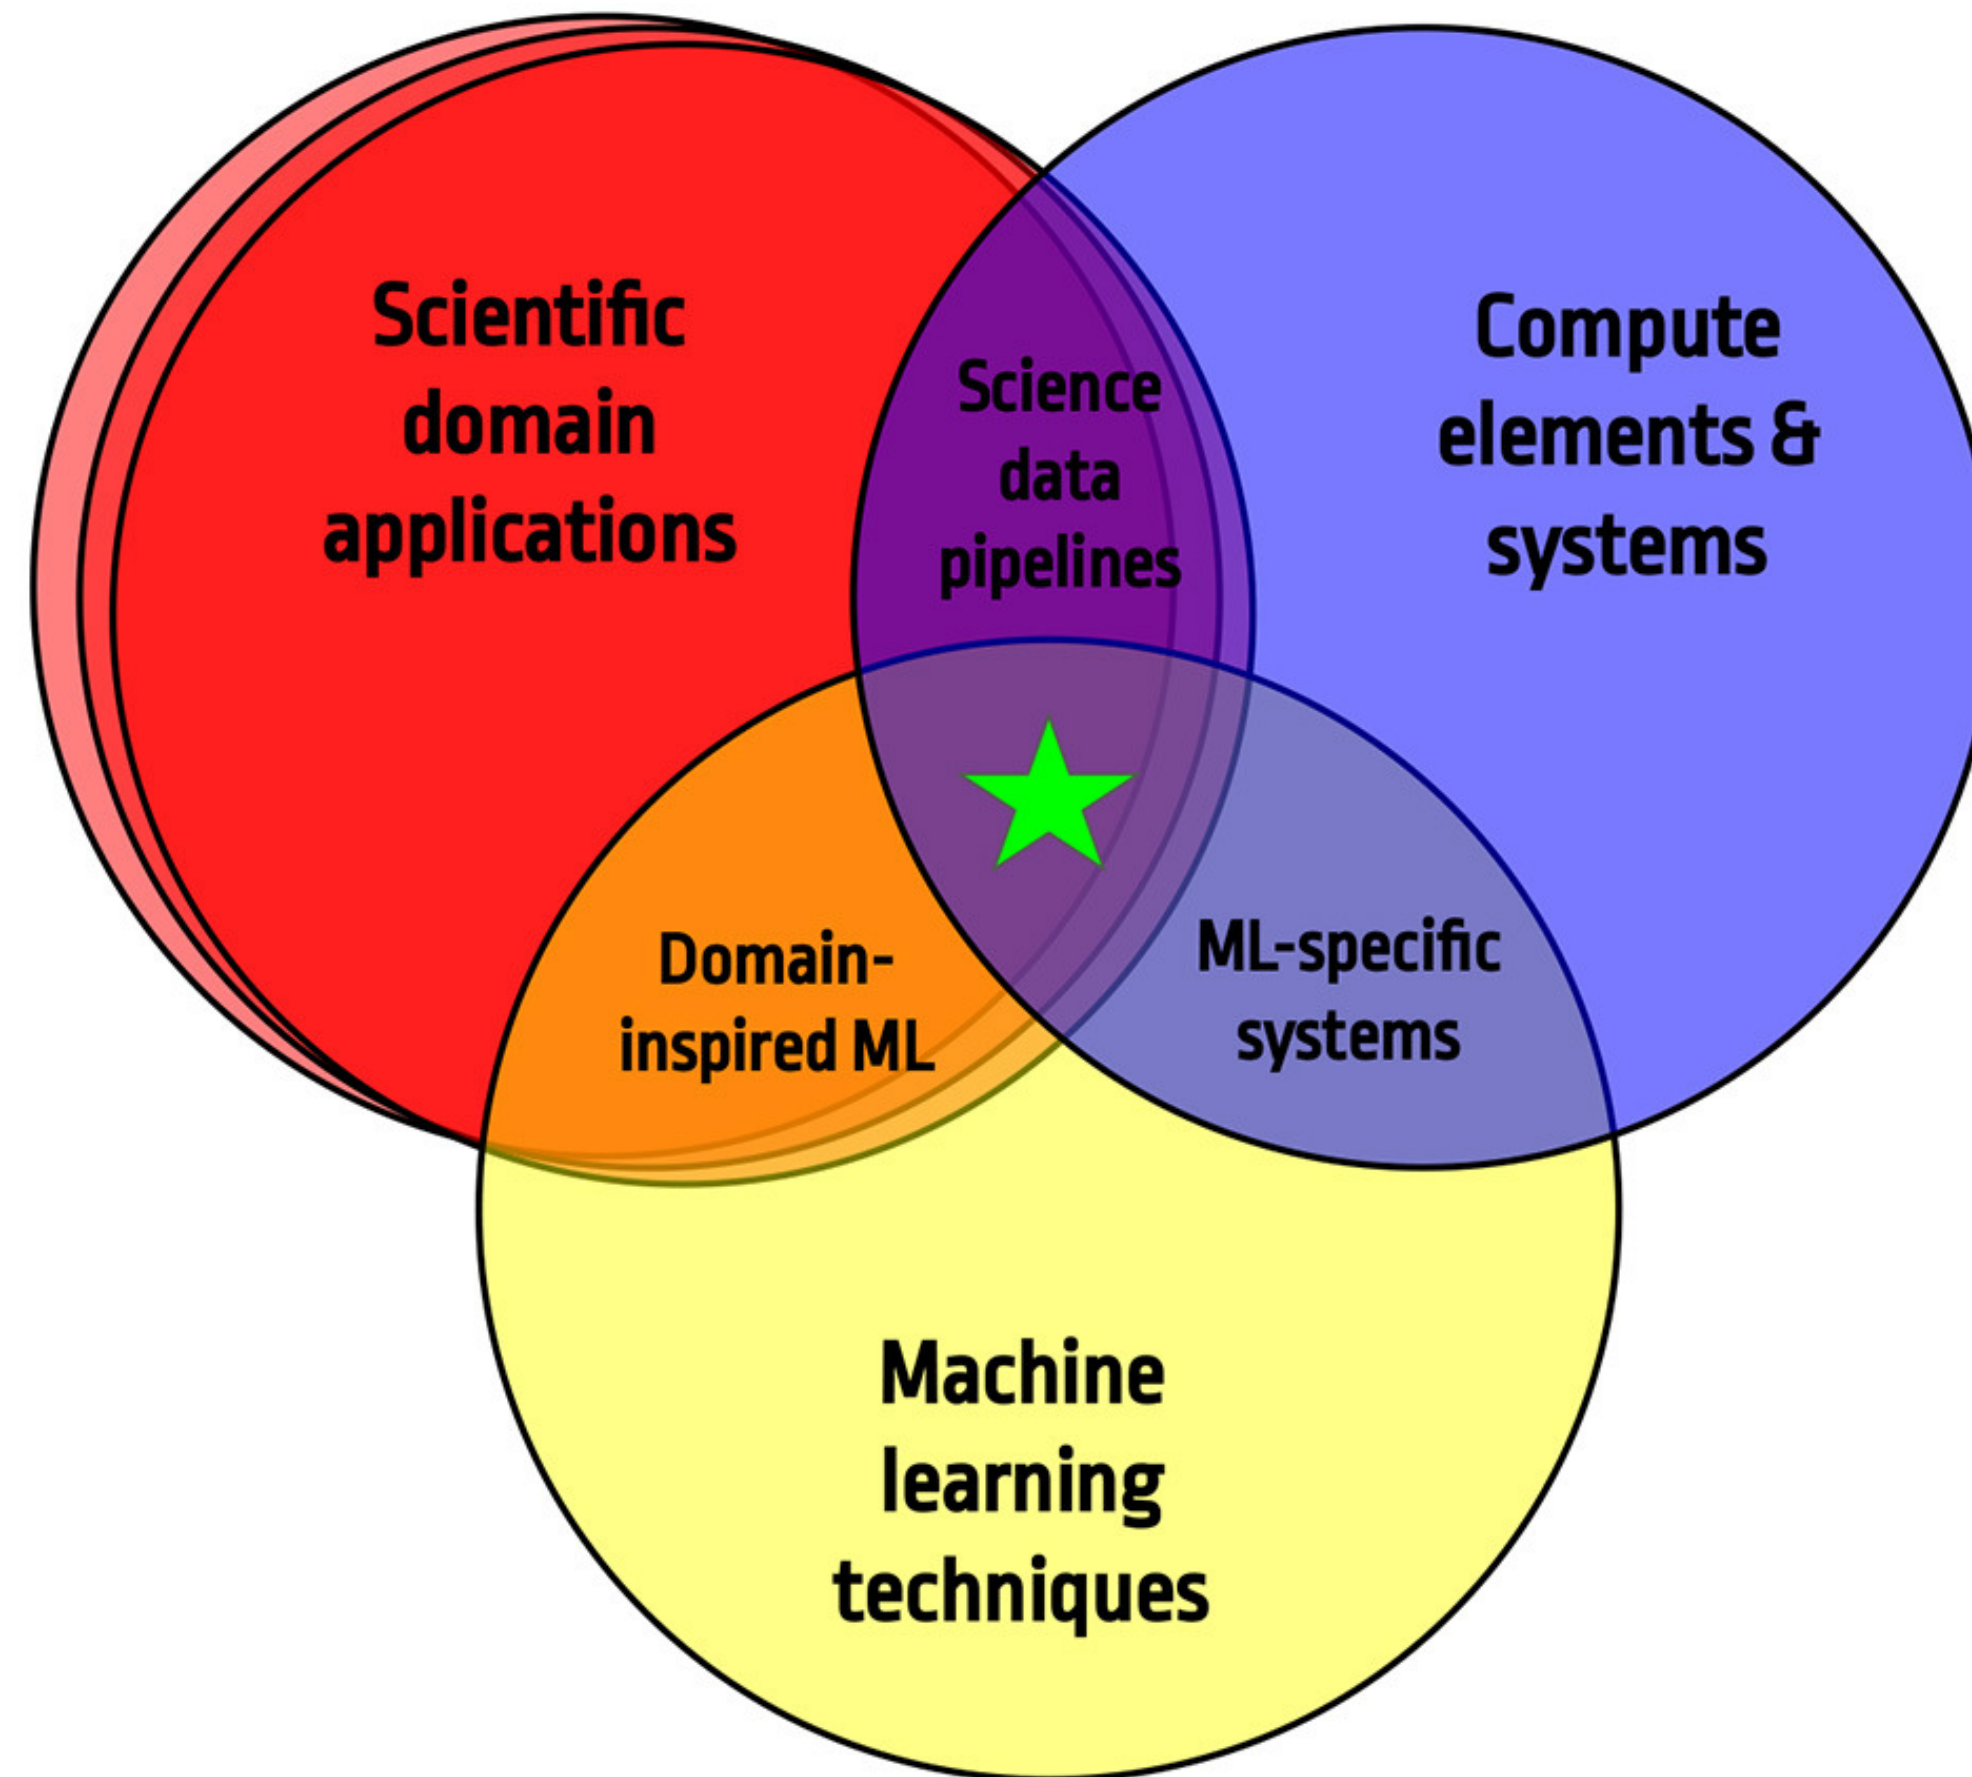 Scientific
domain
applications
Science
data
pipelines
Compute
elements &
systems
Domain-
inspired ML
ML-specific
systems
Machine
learning
techniques